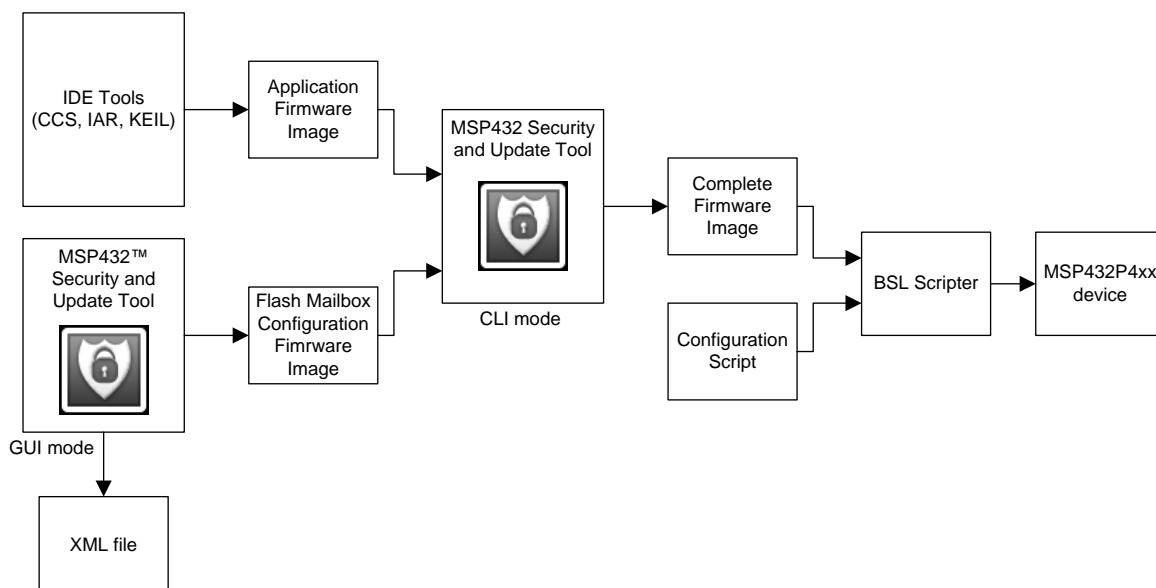 IDE Tools
(CCS, IAR, KEIL)
Application
Firmware
Image
MSP432 Security
and Update Tool
CLI mode
MSP432™
Security and
Update Tool
GUI mode
Flash Mailbox
Configuration
Fimrware
Image
XML file
Complete
Firmware
Image
Configuration
Script
BSL Scripter
MSP432P4xx
device